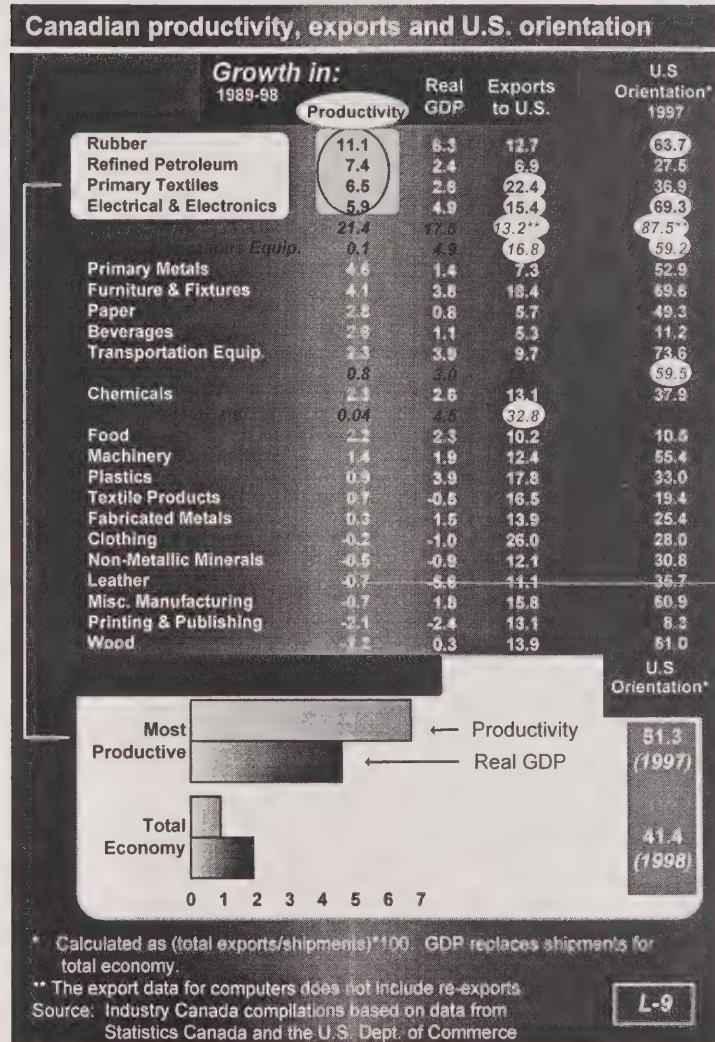 Canadian productivity, exports and U.S. orientation
Growth in:
1989-98
Productivity Real GDP Exports to U.S. U.S Orientation* 1997
Rubber 11.1 6.3 12.7 63.7
Refined Petroleum 7.4 2.4 6.9 27.5
Primary Textiles 6.5 2.6 22.4 36.9
Electrical & Electronics 5.9 4.9 15.4 69.3
21.4 17.5 13.2** 87.5**
Equip. 0.1 4.9 16.8 59.2
Primary Metals 4.6 1.4 7.3 52.9
Furniture & Fixtures 4.1 3.8 18.4 59.6
Paper 2.8 0.8 5.7 49.3
Beverages 1.1 5.3 11.2
Transportation Equip. 2.3 3.9 9.7 73.6
0.8 3.0 59.5
Chemicals 2.3 2.6 13.1 37.9
0.04 4.5 32.8
Food 2.2 2.3 10.2 10.5
Machinery 1.4 1.9 12.4 55.4
Plastics 0.9 3.9 17.8 33.0
Textile Products 0.7 -0.5 16.5 19.4
Fabricated Metals 0.3 1.5 13.9 25.4
Clothing -0.2 -1.0 26.0 28.0
Non-Metallic Minerals -0.5 -0.9 12.1 30.8
Leather -0.7 -5.6 11.1 35.7
Misc. Manufacturing -0.7 1.8 15.8 50.9
Printing & Publishing -2.1 -2.4 13.1 8.3
Wood 0.3 13.9 51.0
U.S
Orientation*
Most Productive
Productivity
Real GDP
51.3
(1997)
Total Economy
41.4
(1998)
0 1 2 3 4 5 6 7
* Calculated as (total exports/shipments)*100. GDP replaces shipments for
total economy.
** The export data for computers does not include re-exports
Source: Industry Canada compilations based on data from
Statistics Canada and the U.S. Dept. of Commerce
L-9